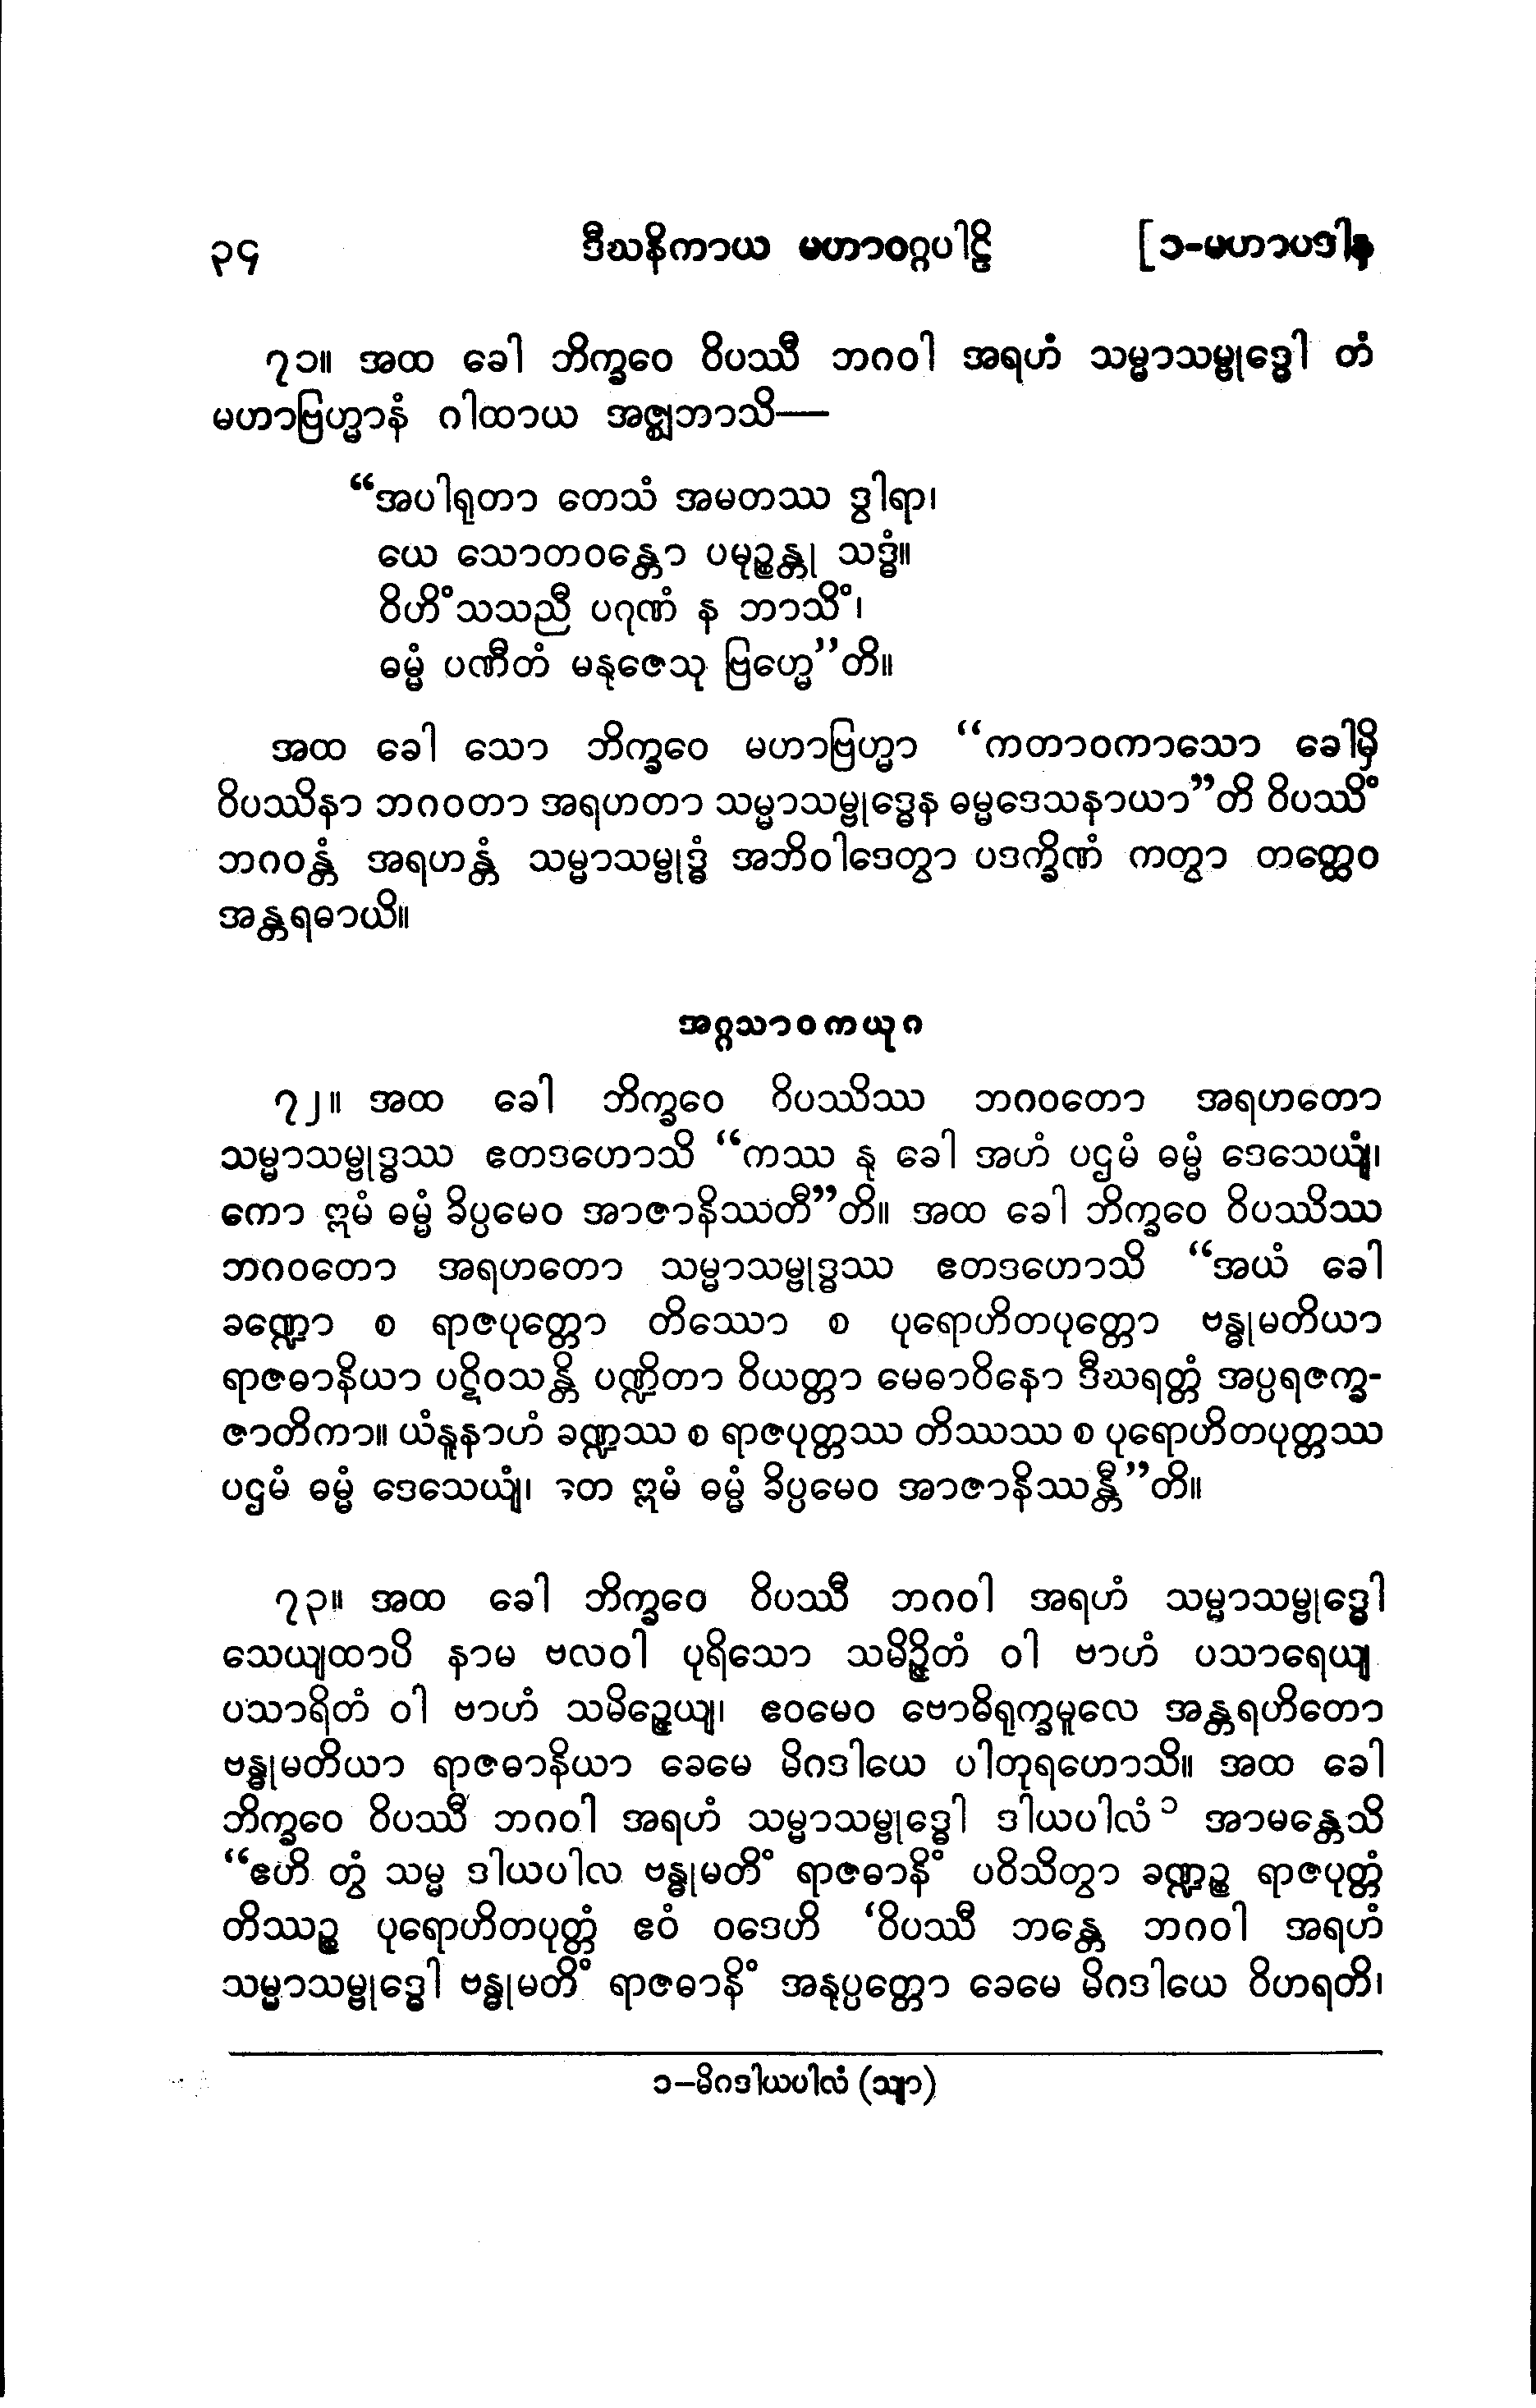 ၃၄ ဒီဃနိကာယ မဟာဝဂ္ဂပါဠိ [၁-မဟာပဒါန
၇၁။ အထ ခေါ ဘိက္ခဝေ ဝိပဿီ ဘဂဝါ အရဟံ သမ္မာသမ္ဗုဒ္ဓေါ တံ
မဟာဗြဟ္မာနံ ဂါထာယ အဇ္ဈဘာသိ—
“အပါရုတာ တေသံ အမတဿ ဒွါရာ၊
ယေ သောတဝန္တော ပမုဉ္စန္တု သဒ္ဓံ။
ဝိဟိံသသညီ ပဂုဏံ န ဘာသိံ၊
ဓမ္မံ ပဏီတံ မနုဇေသု ဗြဟ္မေ”တိ။
အထ ခေါ သော ဘိက္ခဝေ မဟာဗြဟ္မာ “ကတာဝကာသော ခေါမှိ
ဝိပဿိနာ ဘဂဝတာ အရဟတာ သမ္မာသမ္ဗုဒ္ဓေန ဓမ္မဒေသနာယာ”တိ ဝိပဿိံ
ဘဂဝန္တံ အရဟန္တံ သမ္မာသမ္ဗုဒ္ဓံ အဘိဝါဒေတွာ ပဒက္ခိဏံ ကတွာ တတ္ထေဝ
အန္တရဓာယိ။
အဂ္ဂသာဝကယုဂ
၇၂။ အထ ခေါ ဘိက္ခဝေ ဝိပဿိဿ ဘဂဝတော အရဟတော
သမ္မာသမ္ဗုဒ္ဓဿ ဧတဒဟောသိ “ကဿ နု ခေါ အဟံ ပဌမံ ဓမ္မံ ဒေသေယျံ၊
ကော ဣမံ ဓမ္မံ ခိပ္ပမေဝ အာဇာနိဿတီ”တိ။ အထ ခေါ ဘိက္ခဝေ ဝိပဿိဿ
ဘဂဝတော အရဟတော သမ္မာသမ္ဗုဒ္ဓဿ ဧတဒဟောသိ “အယံ ခေါ
ခဏ္ဍော စ ရာဇပုတ္တော တိဿော စ ပုရောဟိတပုတ္တော ဗန္ဓုမတိယာ
ရာဇဓာနိယာ ပဋိဝသန္တိ ပဏ္ဍိတာ ဝိယတ္တာ မေဓာဝိနော ဒီဃရတ္တံ အပ္ပရဇက္ခ-
ဇာတိကာ။ ယံနူနာဟံ ခဏ္ဍဿ စ ရာဇပုတ္တဿ တိဿဿ စ ပုရောဟိတပုတ္တဿ
ပဌမံ ဓမ္မံ ဒေသေယျံ၊ တေ ဣမံ ဓမ္မံ ခိပ္ပမေဝ အာဇာနိဿန္တီ”တိ။
၇၃။ အထ ခေါ ဘိက္ခဝေ ဝိပဿီ ဘဂဝါ အရဟံ သမ္မာသမ္ဗုဒ္ဓေါ
သေယျထာပိ နာမ ဗလဝါ ပုရိသော သမိဉ္ဇိတံ ဝါ ဗာဟံ ပသာရေယျ
ပသာရိတံ ဝါ ဗာဟံ သမိဉ္ဇေယျ၊ ဧဝမေဝ ဗောဓိရုက္ခမူလေ အန္တရဟိတော
ဗန္ဓုမတိယာ ရာဇဓာနိယာ ခေမေ မိဂဒါယေ ပါတုရဟောသိ။ အထ ခေါ
ဘိက္ခဝေ ဝိပဿီ ဘဂဝါ အရဟံ သမ္မာသမ္ဗုဒ္ဓေါ ဒါယပါလံ ၁ အာမန္တေသိ
“ဧဟိ တွံ သမ္မ ဒါယပါလ ဗန္ဓုမတိံ ရာဇဓာနိံ ပဝိသိတွာ ခဏ္ဍဉ္စ ရာဇပုတ္တံ
တိဿဉ္စ ပုရောဟိတပုတ္တံ ဧဝံ ဝဒေဟိ ‘ဝိပဿီ ဘန္တေ ဘဂဝါ အရဟံ
သမ္မာသမ္ဗုဒ္ဓေါ ဗန္ဓုမတိံ ရာဇဓာနိံ အနုပ္ပတ္တော ခေမေ မိဂဒါယေ ဝိဟရတိ၊
၁–မိဂဒါယပါလံ (သျာ)